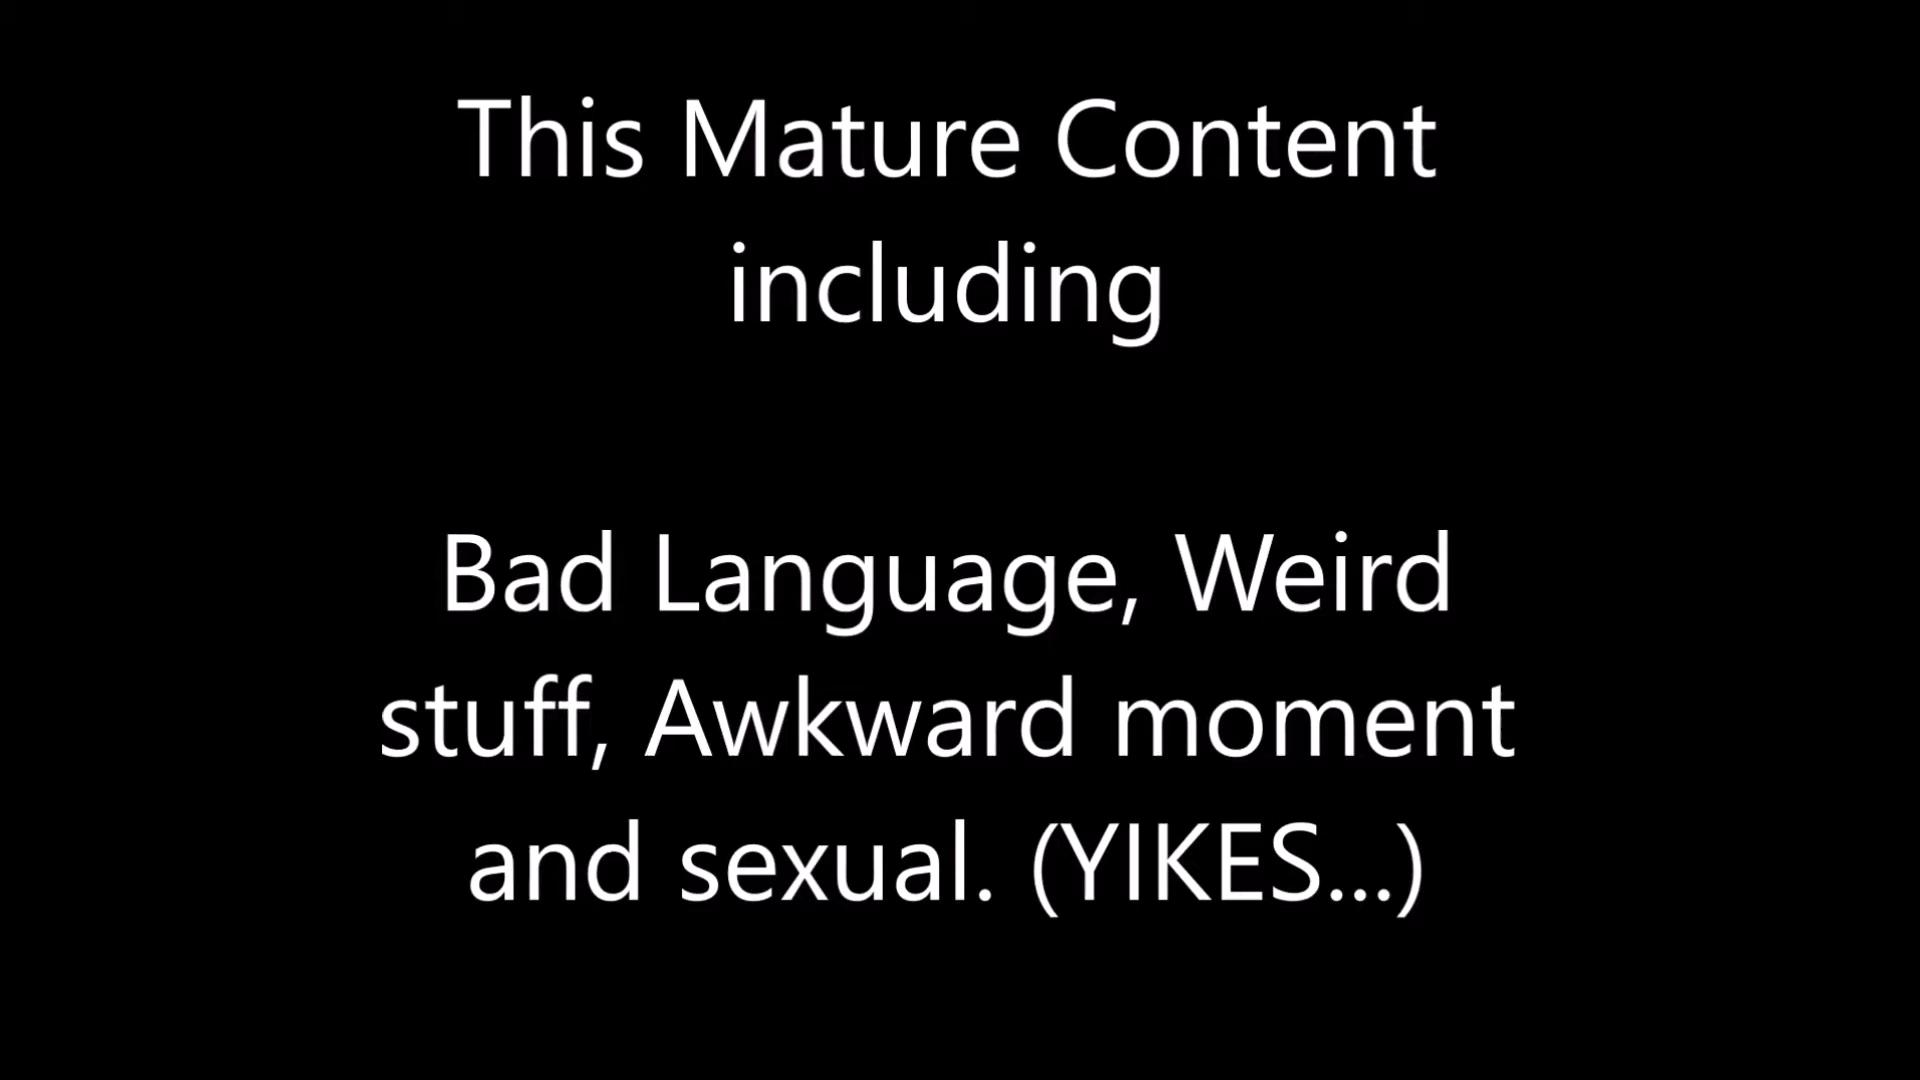 This Mature Content
including
Bad Language, Weird
stuff, Awkward moment
and sexual. (YIKES...)